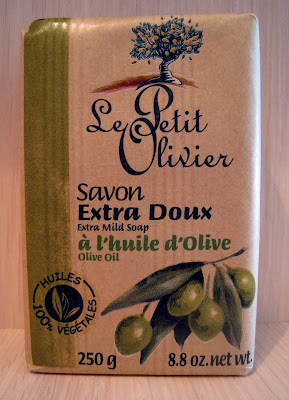 Le Petit
Olivier
Savon
Extra Doux
Extra Mild Soap
à l'huile d'Olive
Olive Oil
HUILES
100% VÉGÉTALES
250 g
8.8 oz. net wt.